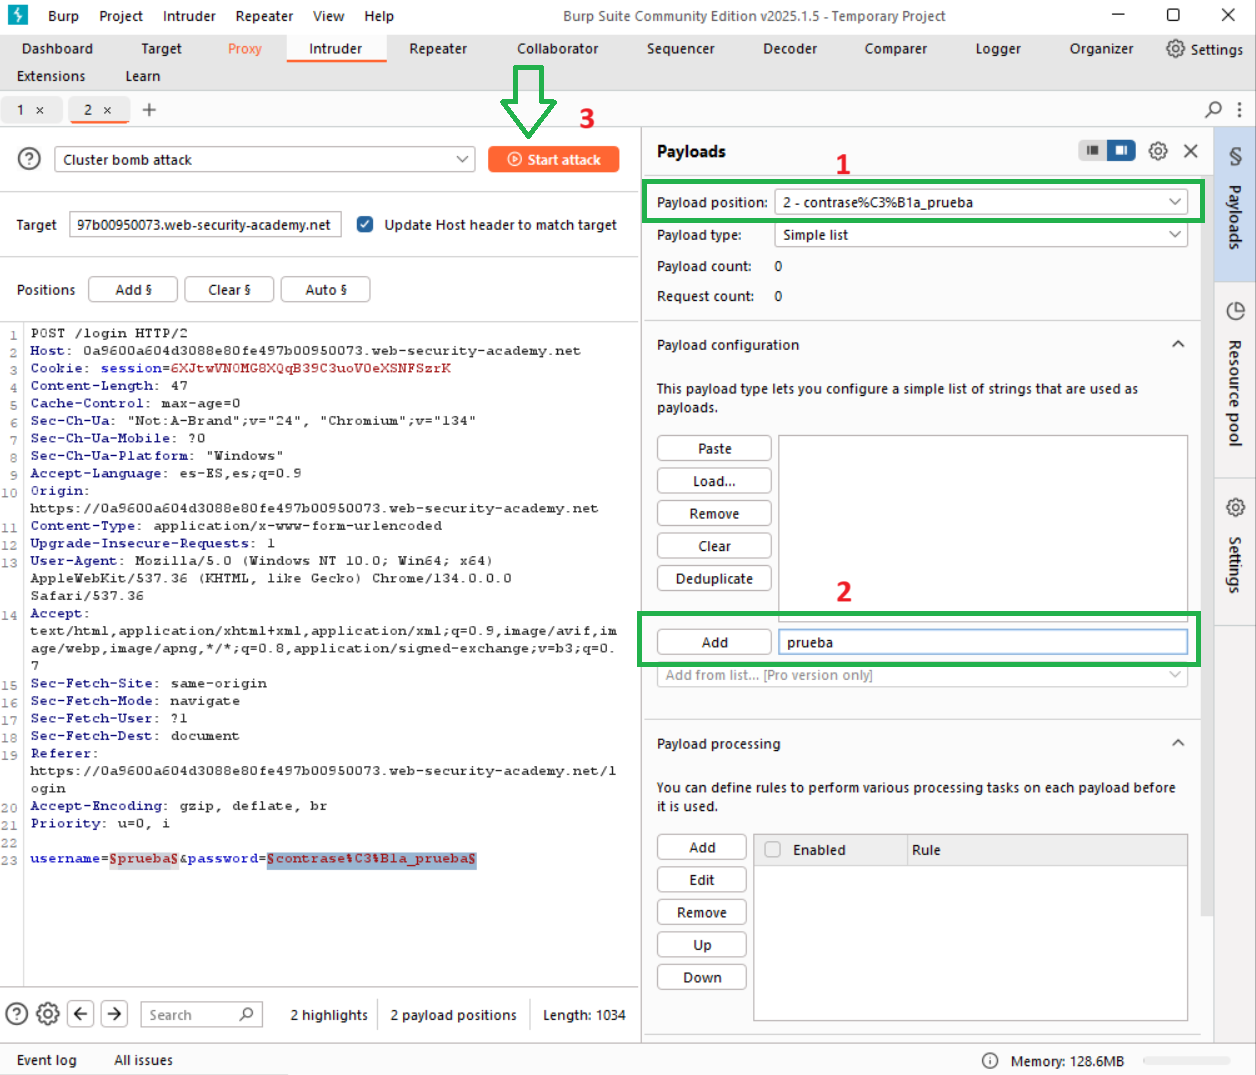 Burp Project Intruder Repeater View Help Burp Suite Community Edition v2025.1.5 - Temporary Project
Dashboard Target Proxy Intruder Repeater Collaborator Sequencer Decoder Comparer Logger Organizer Settings
Extensions Learn
1 × 2 × +
3
Cluster bomb attack
Start attack
Target 97b00950073.web-security-academy.net Update Host header to match target
Positions Add § Clear § Auto §
1 POST /login HTTP/2
2 Host: 0a9600a604d3088e80fe497b00950073.web-security-academy.net
3 Cookie: session=6XJtwVN0MG8XQqB39C3uoV0eXSNFSzrK
4 Content-Length: 47
5 Cache-Control: max-age=0
6 Sec-Ch-Ua: "Not:A-Brand";v="24", "Chromium";v="134"
7 Sec-Ch-Ua-Mobile: ?0
8 Sec-Ch-Ua-Platform: "Windows"
9 Accept-Language: es-ES,es;q=0.9
10 Origin:
https://0a9600a604d3088e80fe497b00950073.web-security-academy.net
11 Content-Type: application/x-www-form-urlencoded
12 Upgrade-Insecure-Requests: 1
13 User-Agent: Mozilla/5.0 (Windows NT 10.0; Win64; x64)
AppleWebKit/537.36 (KHTML, like Gecko) Chrome/134.0.0.0
Safari/537.36
14 Accept:
text/html,application/xhtml+xml,application/xml;q=0.9,image/avif,im
age/webp,image/apng,*/*;q=0.8,application/signed-exchange;v=b3;q=0.
7
15 Sec-Fetch-Site: same-origin
16 Sec-Fetch-Mode: navigate
17 Sec-Fetch-User: ?1
18 Sec-Fetch-Dest: document
19 Referer:
https://0a9600a604d3088e80fe497b00950073.web-security-academy.net/l
ogin
20 Accept-Encoding: gzip, deflate, br
21 Priority: u=0, i
22
23 username=§prueba§&password=§contrase%C3%B1a_prueba§
Search 2 highlights 2 payload positions Length: 1034
Payloads
1
Payload position: 2 - contrase%C3%B1a_prueba
Payload type: Simple list
Payload count: 0
Request count: 0
Payload configuration
This payload type lets you configure a simple list of strings that are used as
payloads.
Paste
Load...
Remove
Clear
Deduplicate
2
Add prueba
Add from list... [Pro version only]
Payload processing
You can define rules to perform various processing tasks on each payload before
it is used.
Add Enabled Rule
Edit
Remove
Up
Down
§ Payloads
Resource pool
Settings
Event log All issues Memory: 128.6MB